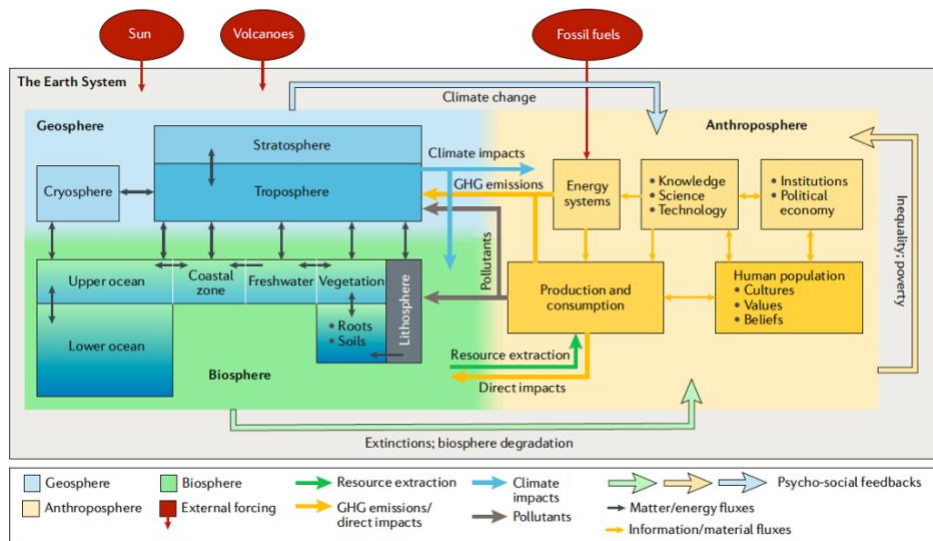 Sun
Volcanoes
Fossil fuels
The Earth System
Climate change
Geosphere
Anthroposphere
Stratosphere
Climate impacts
Cryosphere
Troposphere
GHG emissions
Energy
systems
• Knowledge
• Science
• Technology
• Institutions
• Political
economy
Inequality; poverty
Pollutants
Upper ocean
Coastal
zone
Freshwater
Vegetation
Lithosphere
Production and
consumption
Human population
• Cultures
• Values
• Beliefs
• Roots
• Soils
Lower ocean
Resource extraction
Biosphere
Direct impacts
Extinctions; biosphere degradation
Geosphere
Biosphere
Resource extraction
Climate
impacts
Psycho-social feedbacks
Anthroposphere
External forcing
GHG emissions/
direct impacts
Pollutants
Matter/energy fluxes
Information/material fluxes